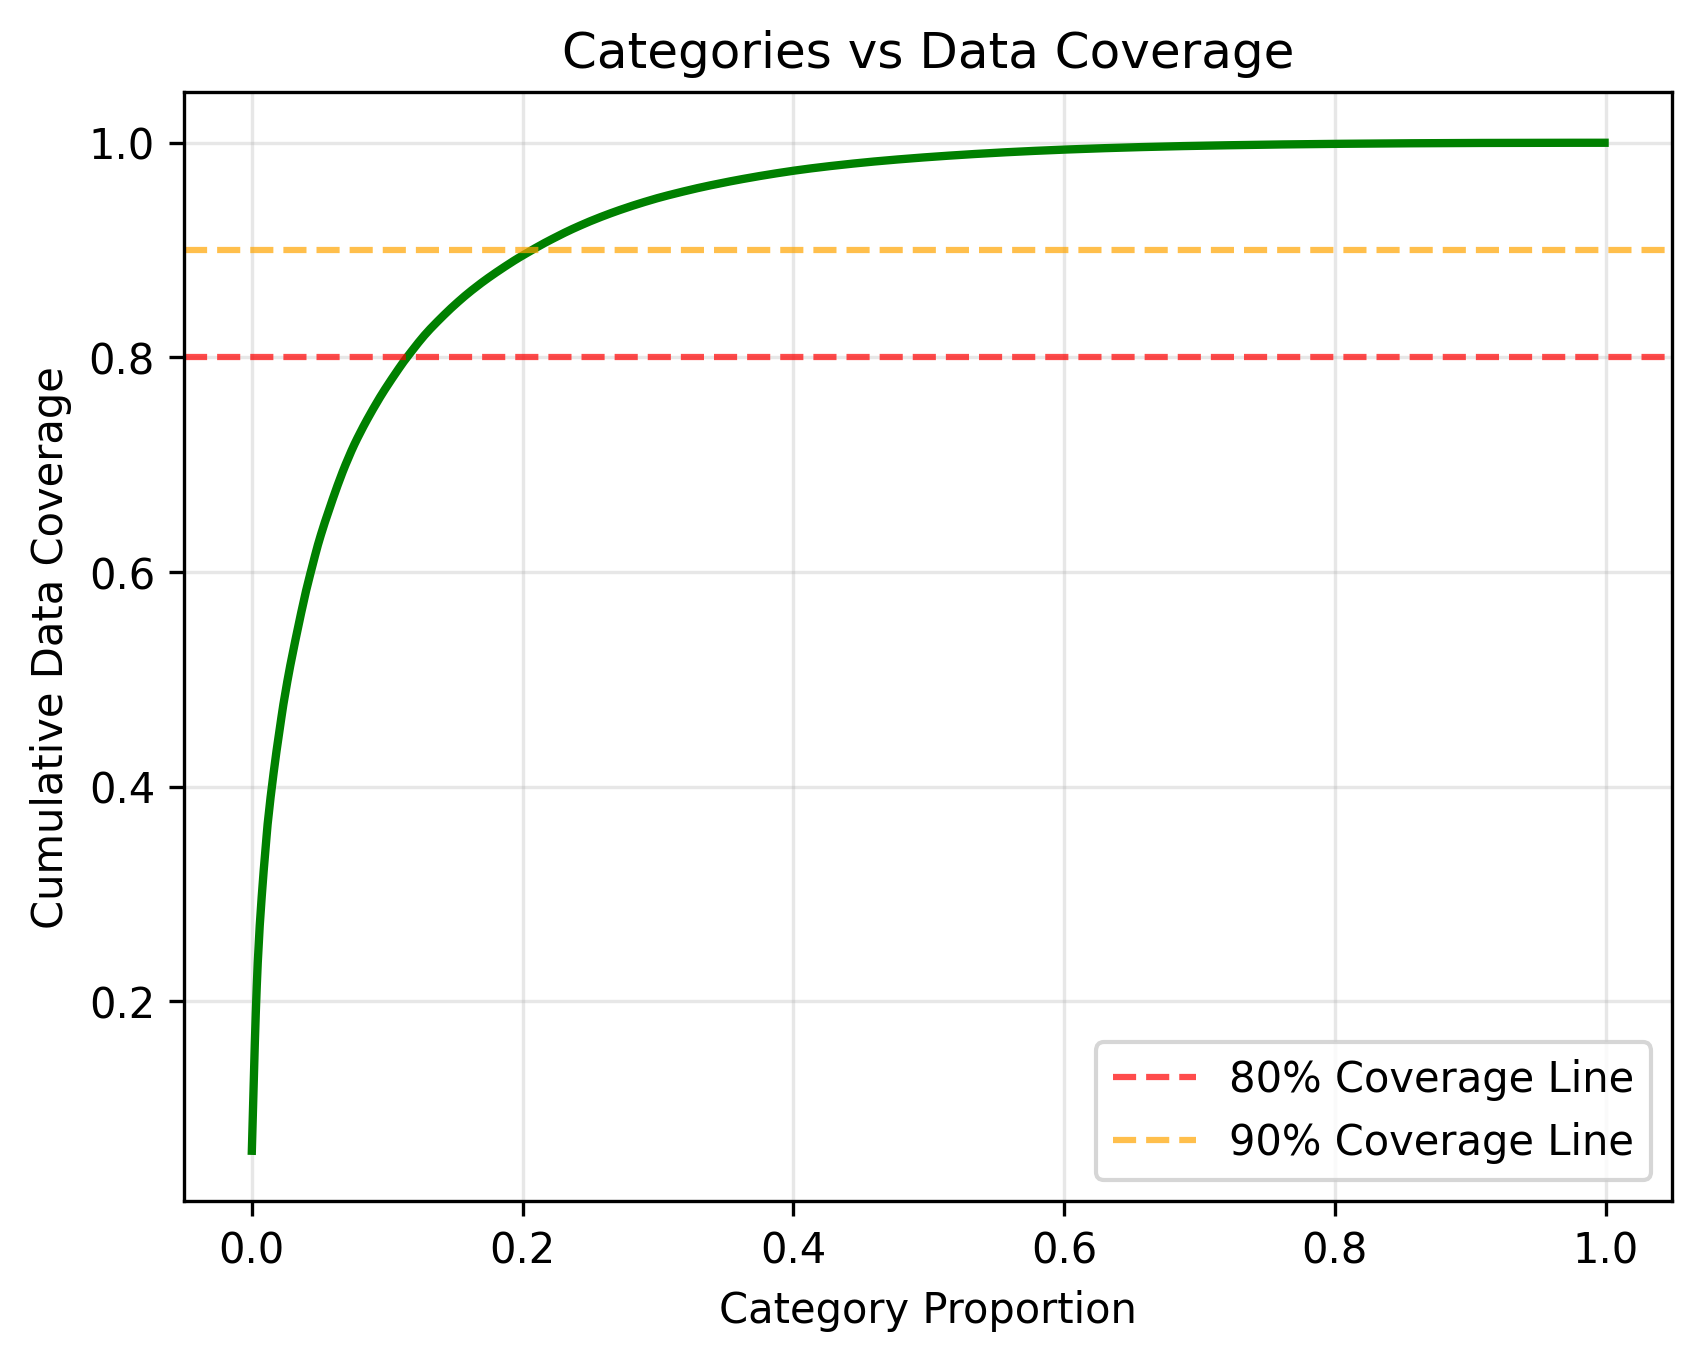 Categories vs Data Coverage
Cumulative Data Coverage
1.0
0.8
0.6
0.4
0.2
80% Coverage Line
90% Coverage Line
0.0 0.2 0.4 0.6 0.8 1.0
Category Proportion